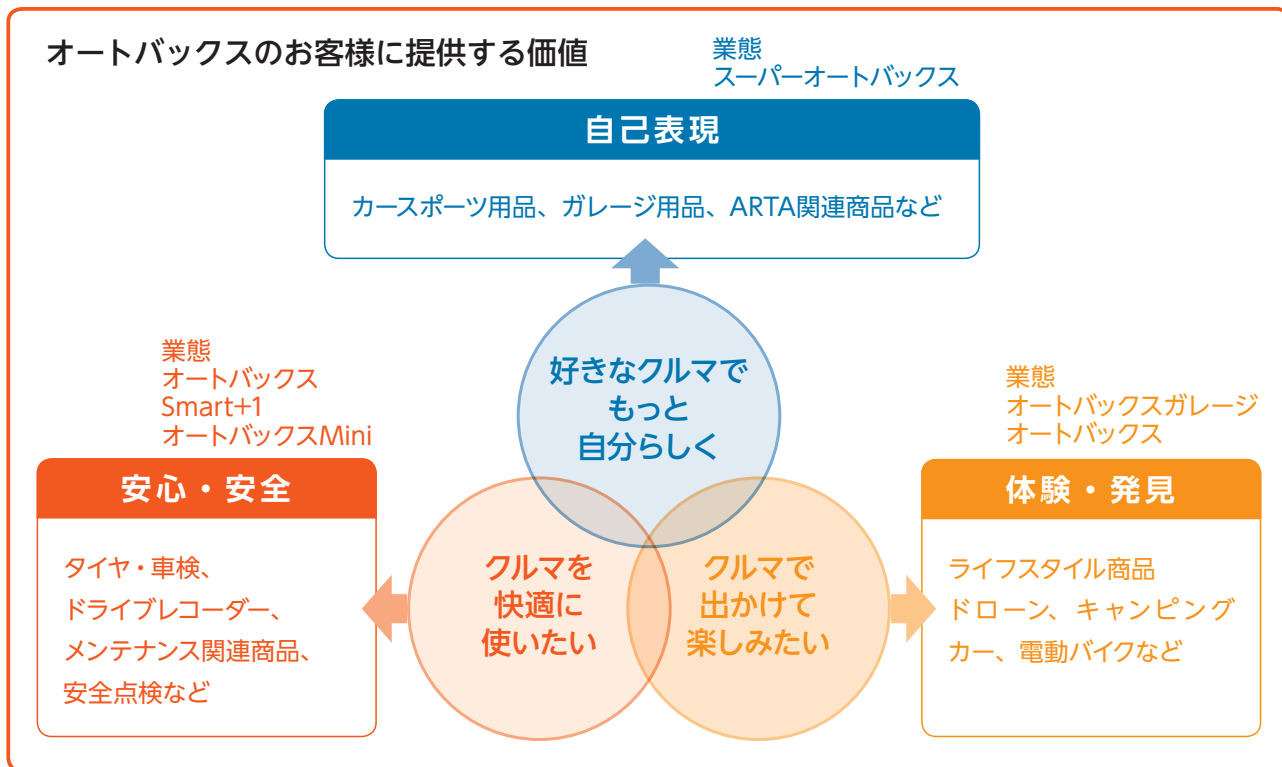 オートバックスのお客様に提供する価値
業態
スーパーオートバックス
自己表現
カースポーツ用品、ガレージ用品、ARTA関連商品など
好きなクルマで
もっと
自分らしく
業態
オートバックス
Smart+1
オートバックスMini
安心・安全
タイヤ・車検、
ドライブレコーダー、
メンテナンス関連商品、
安全点検など
クルマを
快適に
使いたい
クルマで
出かけて
楽しみたい
業態
オートバックスガレージ
オートバックス
体験・発見
ライフスタイル商品
ドローン、キャンピング
カー、電動バイクなど